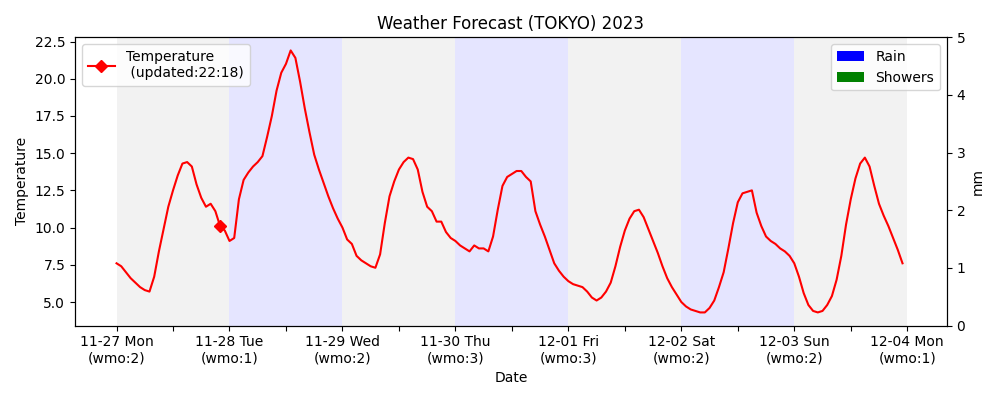 Weather Forecast (TOKYO) 2023
Temperature
(updated:22:18)
Rain
Showers
22.5
20.0
17.5
15.0
12.5
10.0
7.5
5.0
Temperature
5
4
3
2
1
0
mm
11-27 Mon
(wmo:2)
11-28 Tue
(wmo:1)
11-29 Wed
(wmo:2)
11-30 Thu
(wmo:3)
12-01 Fri
(wmo:3)
12-02 Sat
(wmo:2)
12-03 Sun
(wmo:2)
12-04 Mon
(wmo:1)
Date